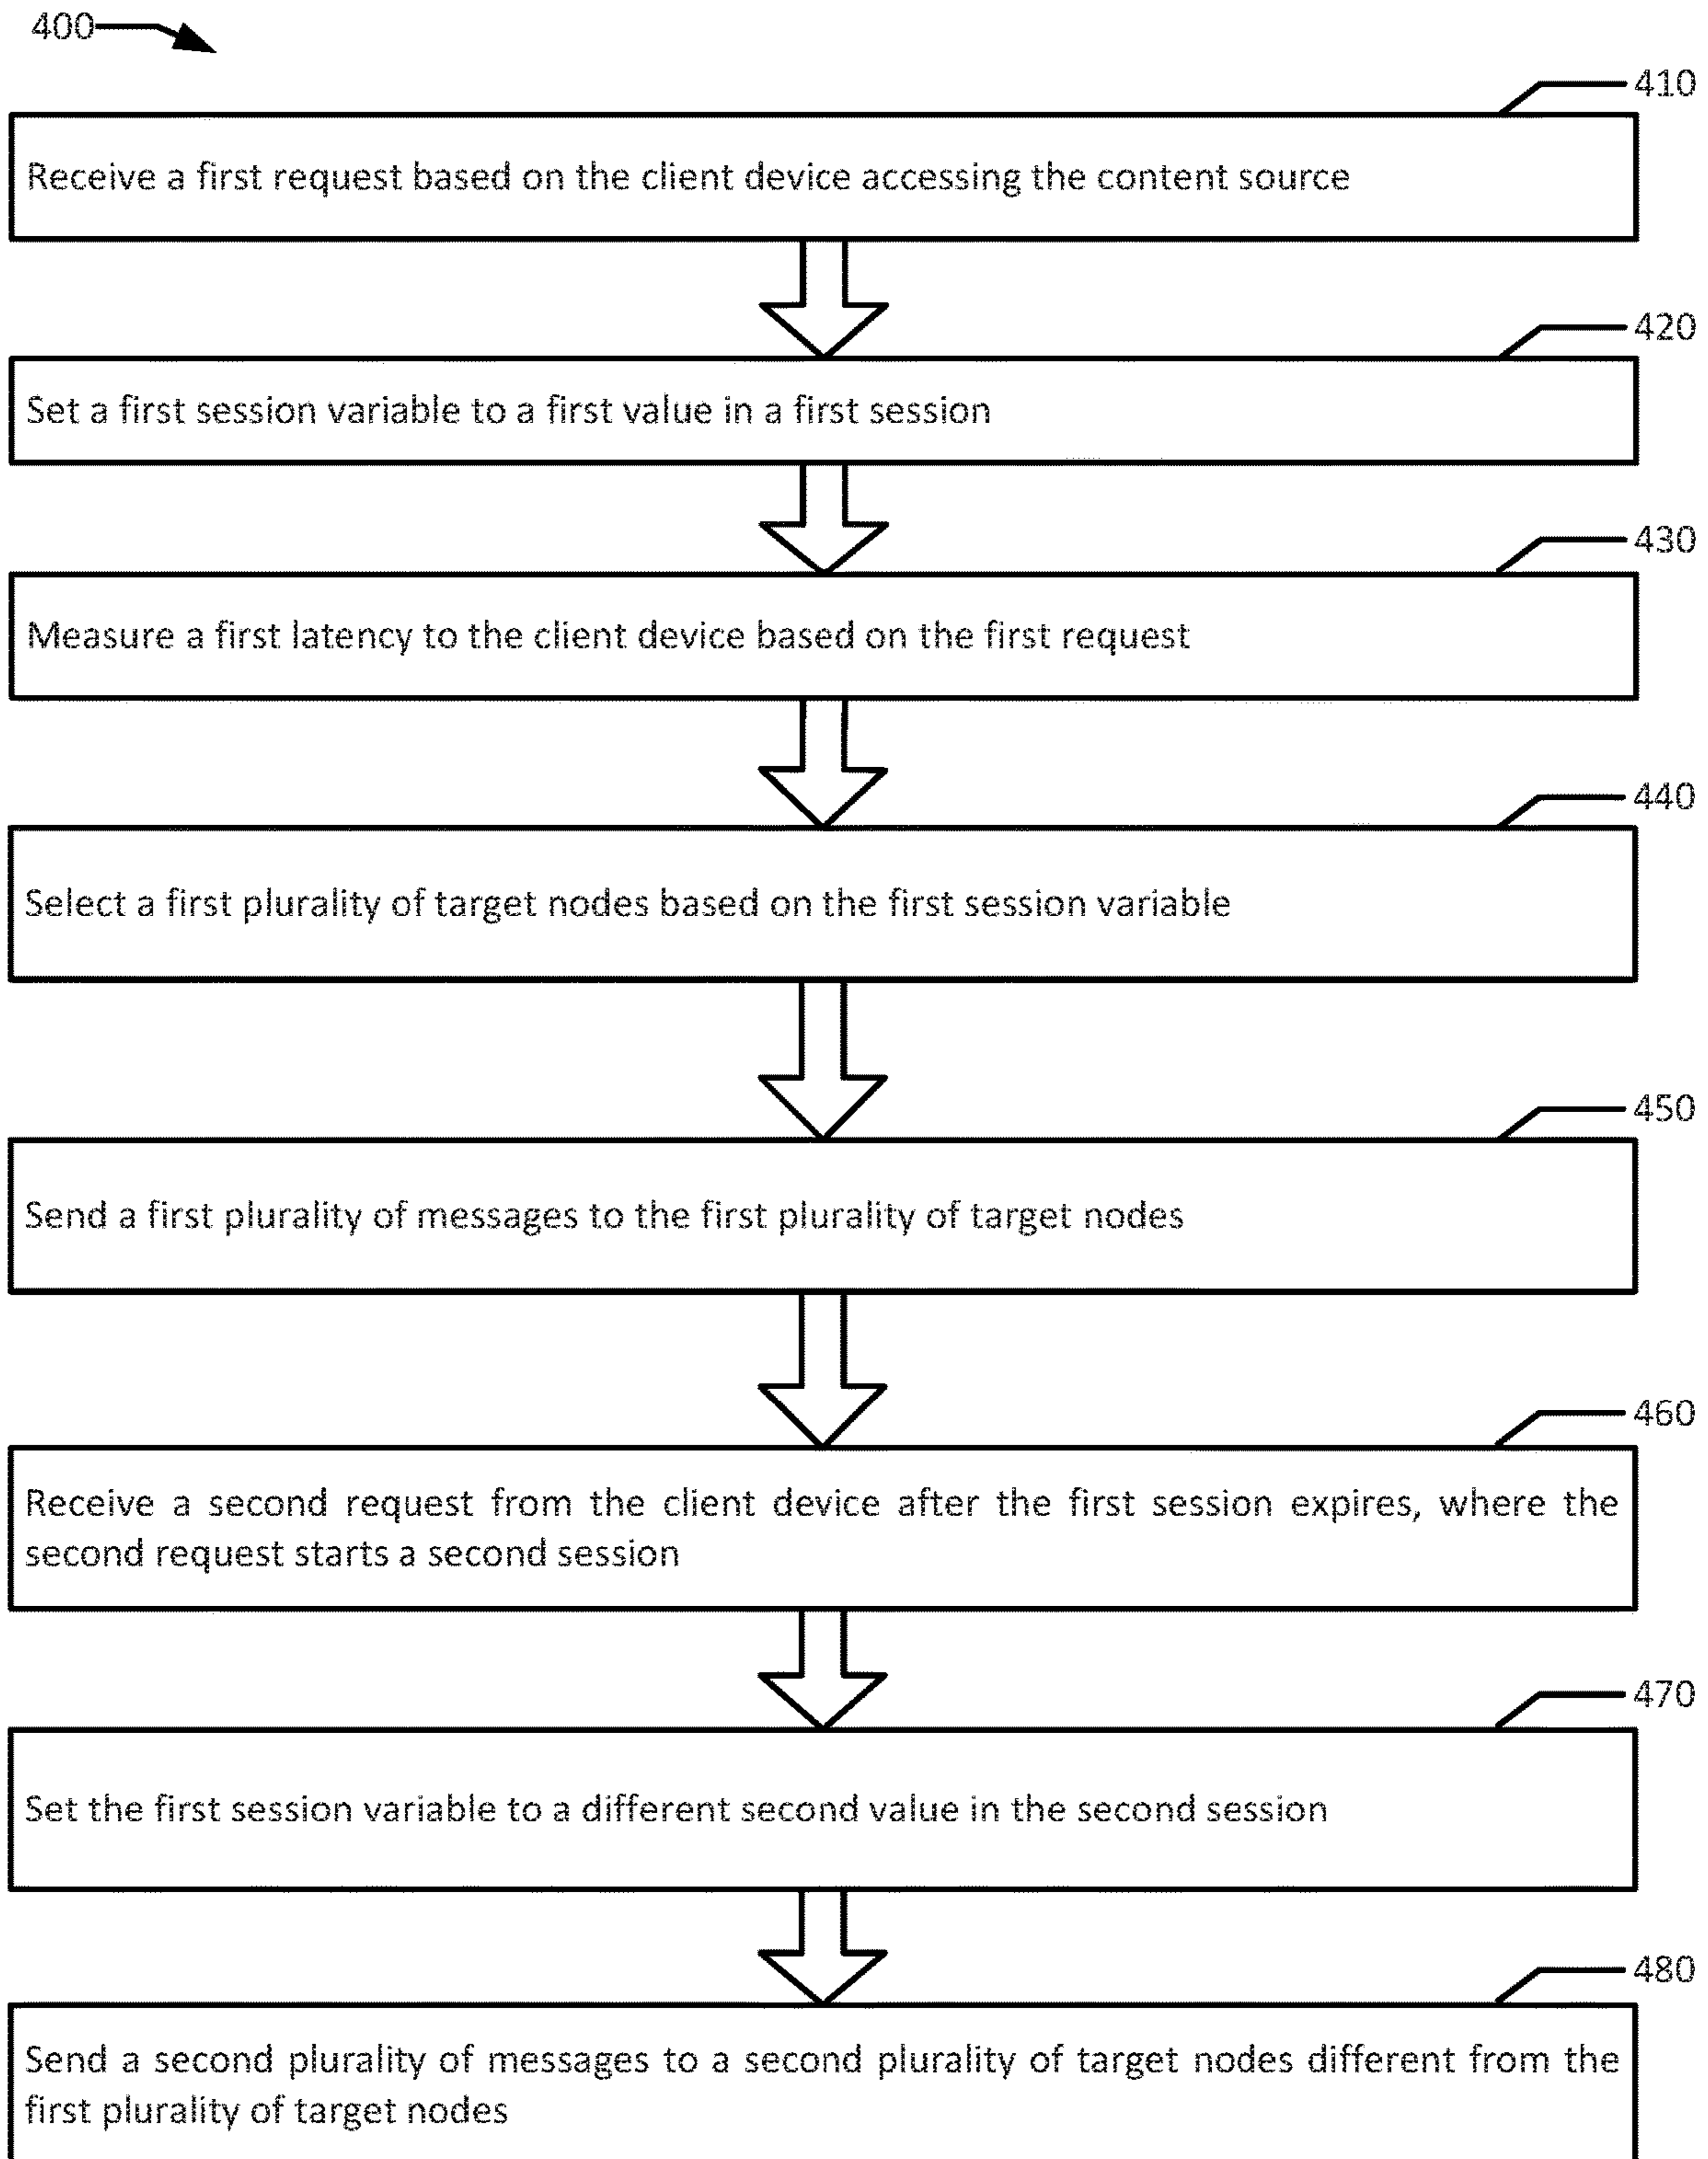 400
410
Receive a first request based on the client device accessing the content source
420
Set a first session variable to a first value in a first session
430
Measure a first latency to the client device based on the first request
440
Select a first plurality of target nodes based on the first session variable
450
Send a first plurality of messages to the first plurality of target nodes
460
Receive a second request from the client device after the first session expires, where the
second request starts a second session
470
Set the first session variable to a different second value in the second session
480
Send a second plurality of messages to a second plurality of target nodes different from the
first plurality of target nodes